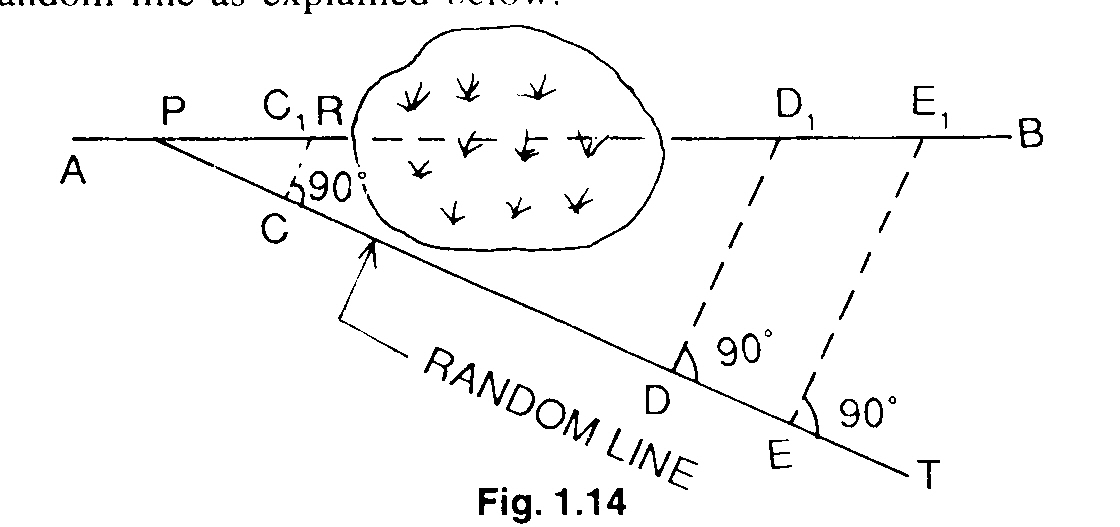 random line as explained below.
P C₁ R D₁ E₁
A B
90°
C
90°
D
90°
E
T
RANDOM LINE
Fig. 1.14